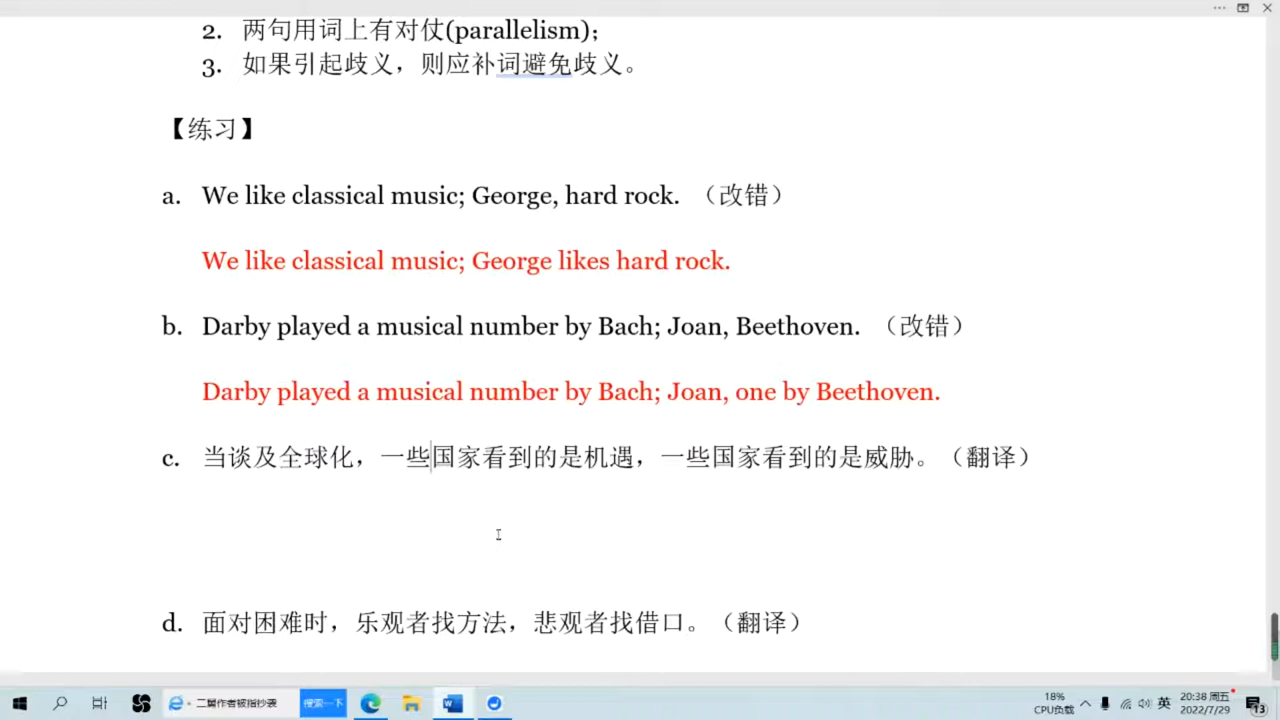 2. 两句用词上有对仗(parallelism);
3. 如果引起歧义，则应补词避免歧义。
【练习】
a. We like classical music; George, hard rock. （改错）
We like classical music; George likes hard rock.
b. Darby played a musical number by Bach; Joan, Beethoven. （改错）
Darby played a musical number by Bach; Joan, one by Beethoven.
c. 当谈及全球化，一些国家看到的是机遇，一些国家看到的是威胁。（翻译）
d. 面对困难时，乐观者找方法，悲观者找借口。（翻译）
二舅作者被指抄袭 搜索一下
18%
CPU负载
英
20:38 周五
2022/7/29
13